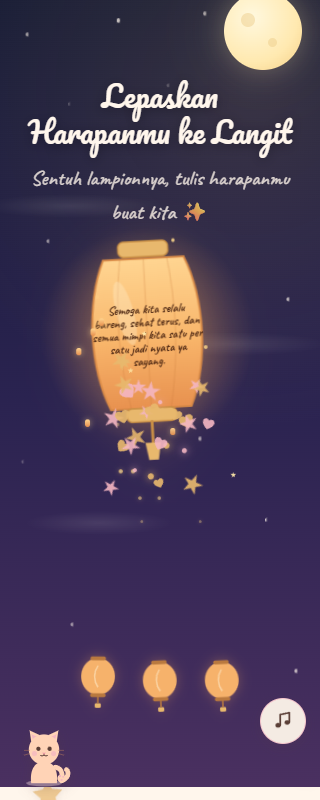 Lepaskan
Harapanmu ke Langit
Sentuh lampionnya, tulis harapanmu
buat kita ✨
Semoga kita selalu
bareng, sehat terus, dan
semua mimpi kita satu per
satu jadi nyata ya
sayang.